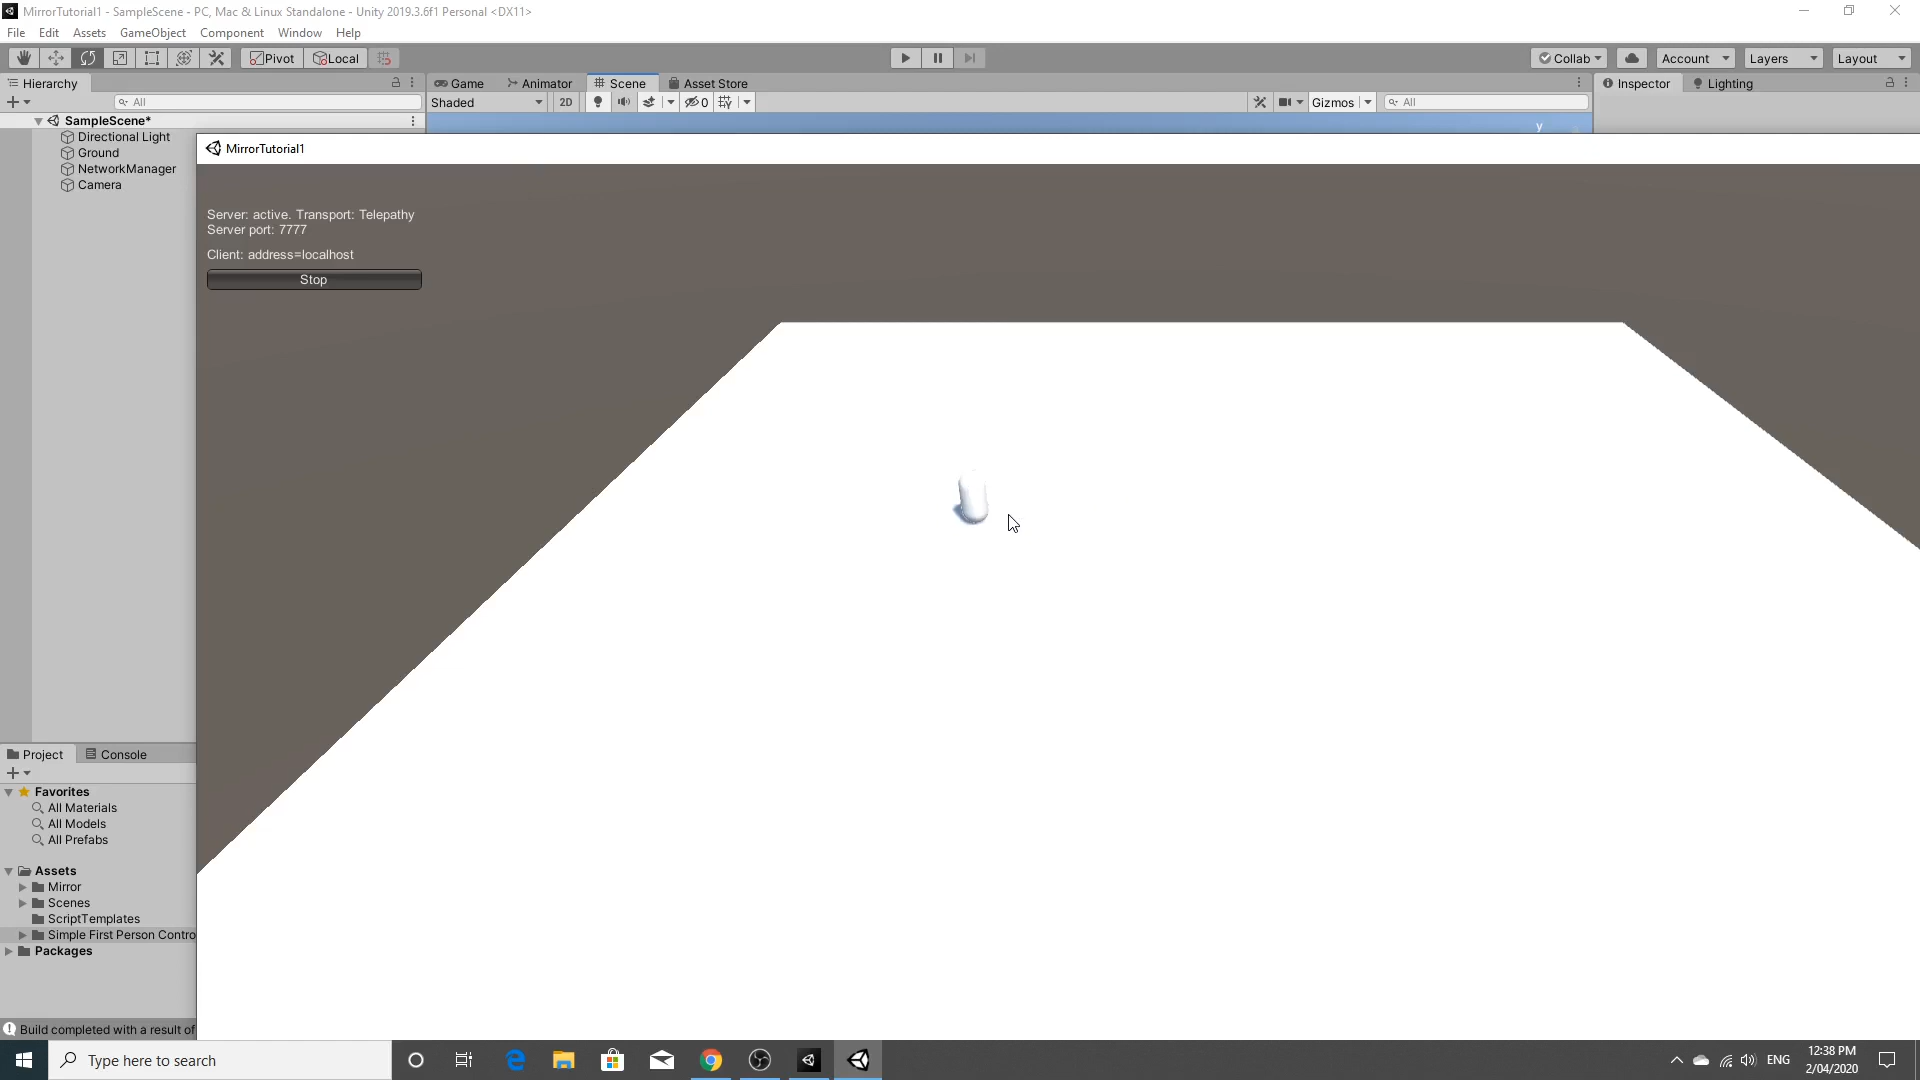 MirrorTutorial1 - SampleScene - PC, Mac & Linux Standalone - Unity 2019.3.6f1 Personal <DX11>
File Edit Assets GameObject Component Window Help
Pivot Local Collab Account Layers Layout
Hierarchy Game Animator Scene Asset Store Inspector Lighting
All Shaded 2D 0 Gizmos All
SampleScene*
y
Directional Light
Ground
NetworkManager
Camera
MirrorTutorial1
Server: active. Transport: Telepathy
Server port: 7777
Client: address=localhost
Stop
Project Console
Favorites
All Materials
All Models
All Prefabs
Assets
Mirror
Scenes
ScriptTemplates
Simple First Person Contro
Packages
Build completed with a result of
Type here to search
ENG
12:38 PM
2/04/2020